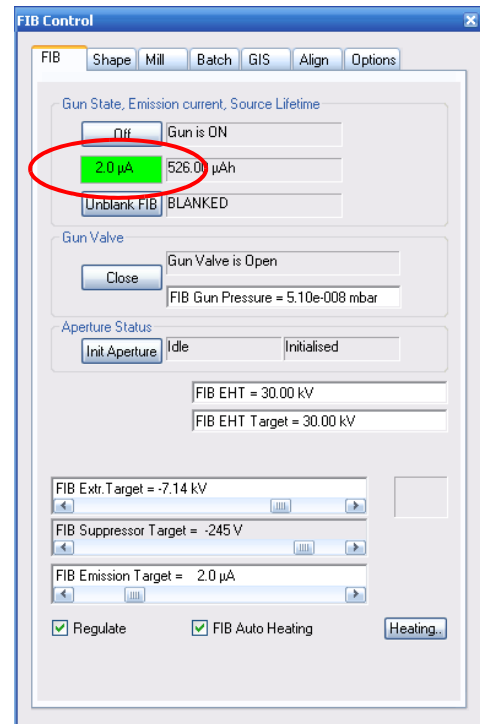 FIB Control
FIB Shape Mill Batch GIS Align Options
Gun State, Emission current, Source Lifetime
Off Gun is ON
2.0 µA 526.00 µAh
Unblank FIB BLANKED
Gun Valve
Gun Valve is Open
Close
FIB Gun Pressure = 5.10e-008 mbar
Aperture Status
Init Aperture Idle Initialised
FIB EHT = 30.00 kV
FIB EHT Target = 30.00 kV
FIB Extr.Target = -7.14 kV
FIB Suppressor Target = -245 V
FIB Emission Target = 2.0 µA
Regulate FIB Auto Heating Heating..